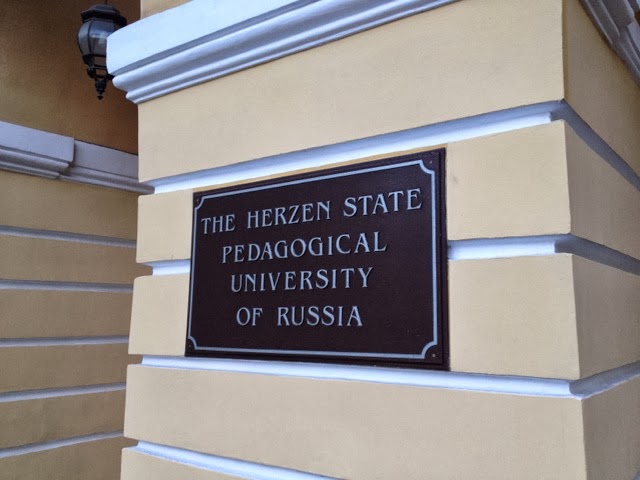 THE HERZEN STATE
PEDAGOGICAL
UNIVERSITY
OF RUSSIA